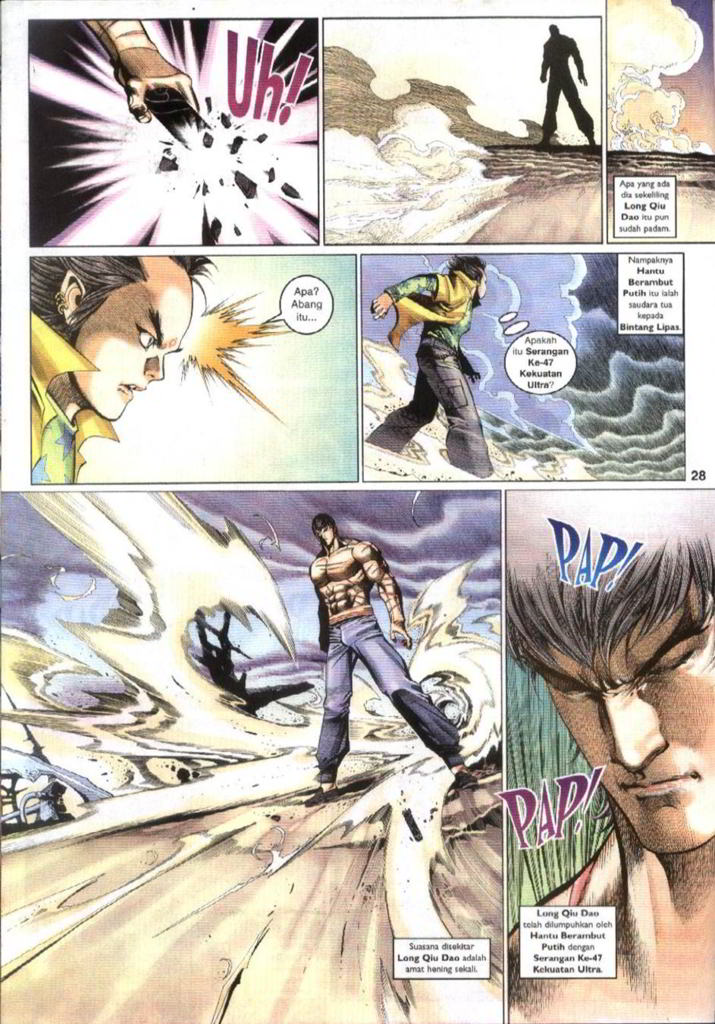 Uh!
Apa yang ada
dia sekeliling
Long Qiu
Dao itu pun
sudah padam.
Apa?
Abang
itu...
Apakah
itu Serangan
Ke-47
Kekuatan
Ultra?
Nampaknya
Hantu
Berambut
Putih itu ialah
saudara tua
kepada
Bintang Lipas.
28
Suasana disekitar
Long Qiu Dao adalah
amat hening sekali.
PAP!
PAP!
Long Qiu Dao
telah dilumpuhkan oleh
Hantu Berambut
Putih dengan
Serangan Ke-47
Kekuatan Ultra.